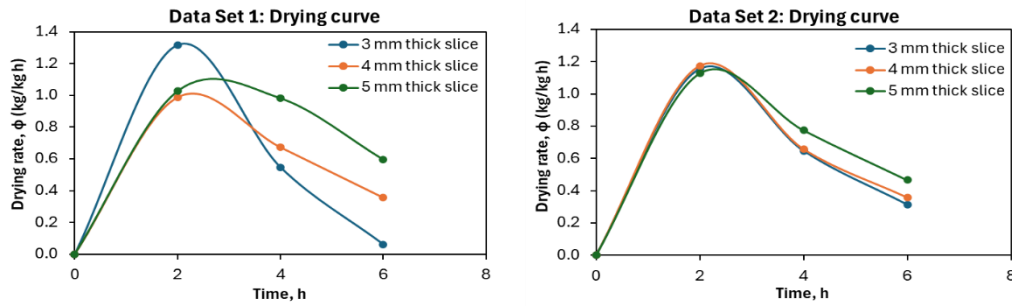 Data Set 1: Drying curve
1.4
1.2
1.0
0.8
0.6
0.4
0.2
0.0
Drying rate, ϕ (kg/kg h)
3 mm thick slice
4 mm thick slice
5 mm thick slice
0
2
4
6
8
Time, h
Data Set 2: Drying curve
1.4
1.2
1.0
0.8
0.6
0.4
0.2
0.0
Drying rate, ϕ (kg/kg h)
3 mm thick slice
4 mm thick slice
5 mm thick slice
0
2
4
6
8
Time, h